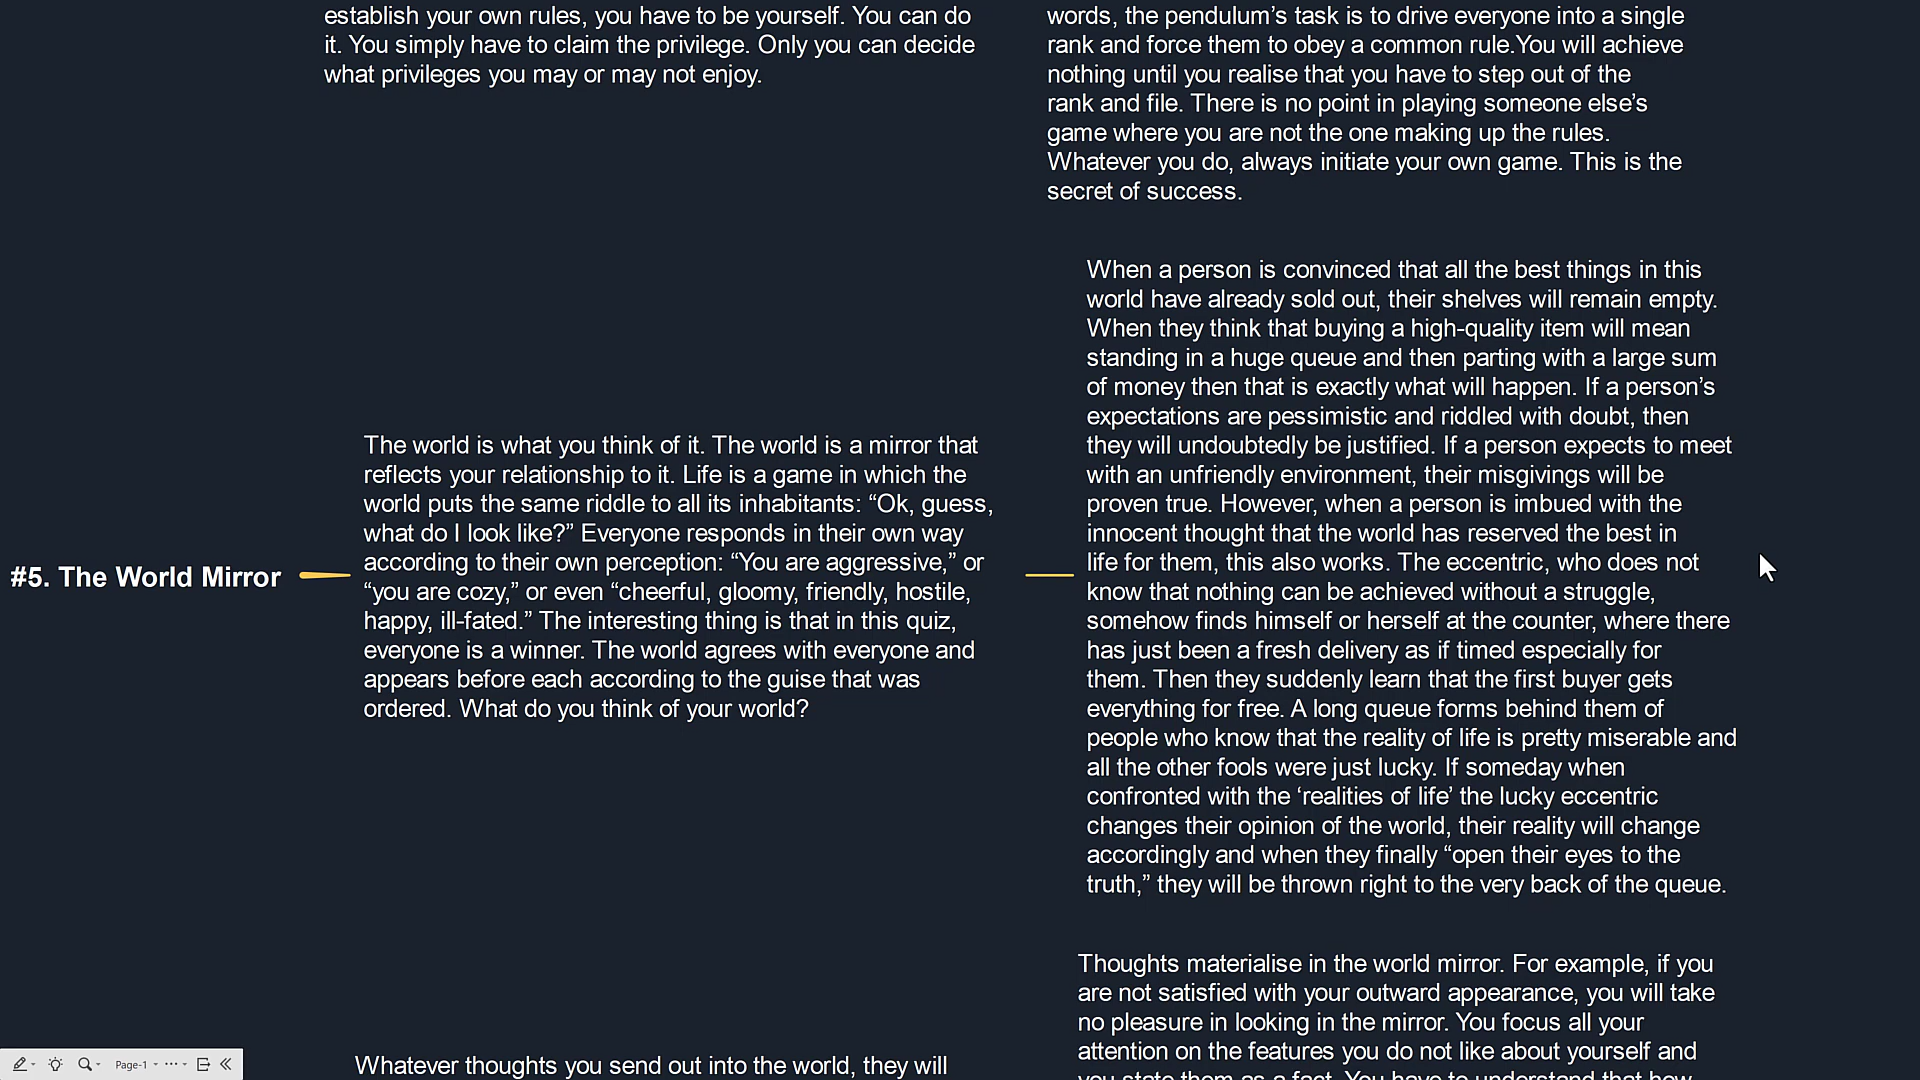 establish your own rules, you have to be yourself. You can do
it. You simply have to claim the privilege. Only you can decide
what privileges you may or may not enjoy.
words, the pendulum’s task is to drive everyone into a single
rank and force them to obey a common rule.You will achieve
nothing until you realise that you have to step out of the
rank and file. There is no point in playing someone else’s
game where you are not the one making up the rules.
Whatever you do, always initiate your own game. This is the
secret of success.
#5. The World Mirror
The world is what you think of it. The world is a mirror that
reflects your relationship to it. Life is a game in which the
world puts the same riddle to all its inhabitants: “Ok, guess,
what do I look like?” Everyone responds in their own way
according to their own perception: “You are aggressive,” or
“you are cozy,” or even “cheerful, gloomy, friendly, hostile,
happy, ill-fated.” The interesting thing is that in this quiz,
everyone is a winner. The world agrees with everyone and
appears before each according to the guise that was
ordered. What do you think of your world?
When a person is convinced that all the best things in this
world have already sold out, their shelves will remain empty.
When they think that buying a high-quality item will mean
standing in a huge queue and then parting with a large sum
of money then that is exactly what will happen. If a person’s
expectations are pessimistic and riddled with doubt, then
they will undoubtedly be justified. If a person expects to meet
with an unfriendly environment, their misgivings will be
proven true. However, when a person is imbued with the
innocent thought that the world has reserved the best in
life for them, this also works. The eccentric, who does not
know that nothing can be achieved without a struggle,
somehow finds himself or herself at the counter, where there
has just been a fresh delivery as if timed especially for
them. Then they suddenly learn that the first buyer gets
everything for free. A long queue forms behind them of
people who know that the reality of life is pretty miserable and
all the other fools were just lucky. If someday when
confronted with the ‘realities of life’ the lucky eccentric
changes their opinion of the world, their reality will change
accordingly and when they finally “open their eyes to the
truth,” they will be thrown right to the very back of the queue.
Whatever thoughts you send out into the world, they will
Thoughts materialise in the world mirror. For example, if you
are not satisfied with your outward appearance, you will take
no pleasure in looking in the mirror. You focus all your
attention on the features you do not like about yourself and
you state them as a fact. You have to understand that how
Page-1